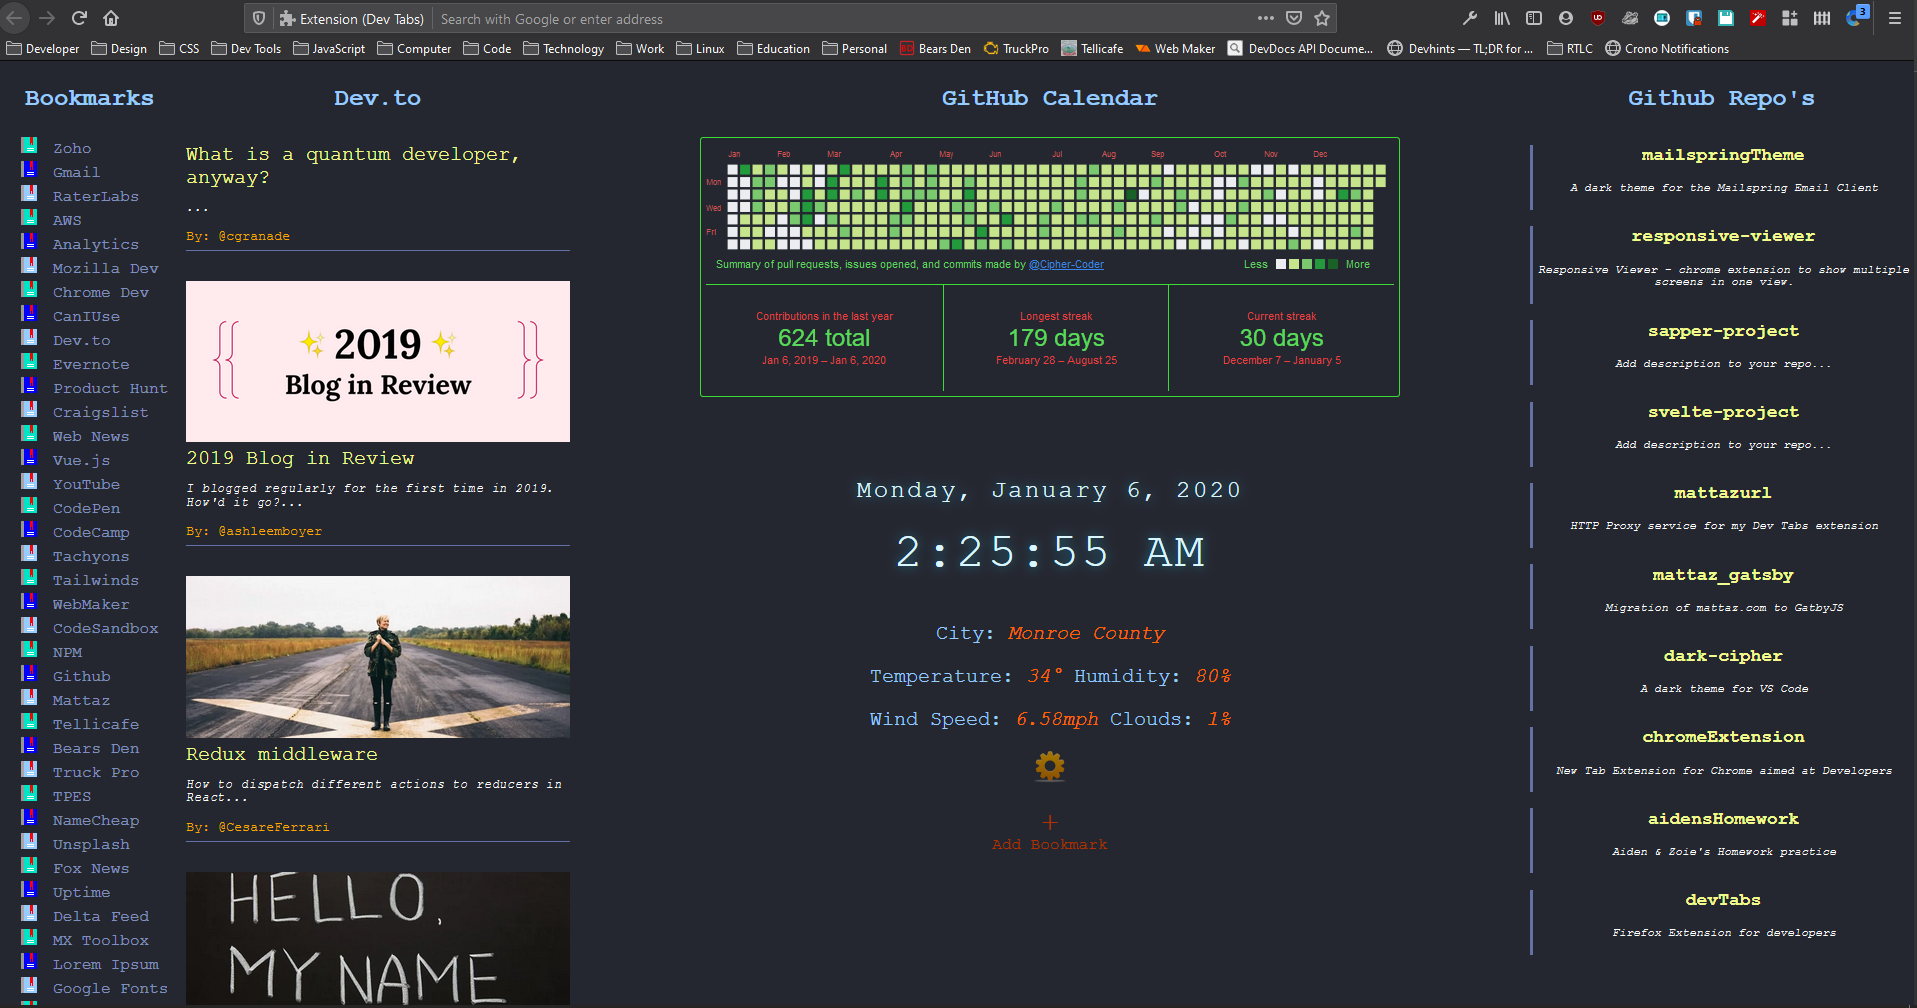 Extension (Dev Tabs)
Search with Google or enter address
3
Developer
Design
CSS
Dev Tools
JavaScript
Computer
Code
Technology
Work
Linux
Education
Personal
Bears Den
TruckPro
Tellicafe
Web Maker
DevDocs API Docume...
Devhints — TL;DR for ...
RTLC
Crono Notifications
Bookmarks
Zoho
Gmail
RaterLabs
AWS
Analytics
Mozilla Dev
Chrome Dev
CanIUse
Dev.to
Evernote
Product Hunt
Craigslist
Web News
Vue.js
YouTube
CodePen
CodeCamp
Tachyons
Tailwinds
WebMaker
CodeSandbox
NPM
Github
Mattaz
Tellicafe
Bears Den
Truck Pro
TPES
NameCheap
Unsplash
Fox News
Uptime
Delta Feed
MX Toolbox
Lorem Ipsum
Google Fonts
Dev.to
What is a quantum developer,
anyway?
...
By: @cgranade
{{ 2019 }}
Blog in Review
2019 Blog in Review
I blogged regularly for the first time in 2019.
How'd it go?...
By: @ashleemboyer
Redux middleware
How to dispatch different actions to reducers in
React...
By: @CesareFerrari
HELLO,
MY NAME
GitHub Calendar
Jan Feb Mar Apr May Jun Jul Aug Sep Oct Nov Dec
Mon
Wed
Fri
Summary of pull requests, issues opened, and commits made by @Cipher-Coder
Less More
Contributions in the last year
624 total
Jan 6, 2019 – Jan 6, 2020
Longest streak
179 days
February 28 – August 25
Current streak
30 days
December 7 – January 5
Monday, January 6, 2020
2:25:55 AM
City: Monroe County
Temperature: 34° Humidity: 80%
Wind Speed: 6.58mph Clouds: 1%
+
Add Bookmark
Github Repo's
mailspringTheme
A dark theme for the Mailspring Email Client
responsive-viewer
Responsive Viewer - chrome extension to show multiple
screens in one view.
sapper-project
Add description to your repo...
svelte-project
Add description to your repo...
mattazurl
HTTP Proxy service for my Dev Tabs extension
mattaz_gatsby
Migration of mattaz.com to GatbyJS
dark-cipher
A dark theme for VS Code
chromeExtension
New Tab Extension for Chrome aimed at Developers
aidensHomework
Aiden & Zoie's Homework practice
devTabs
Firefox Extension for developers